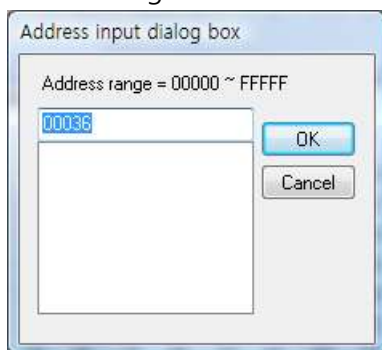 Address input dialog box
Address range = 00000 ~ FFFFF
00036
OK
Cancel